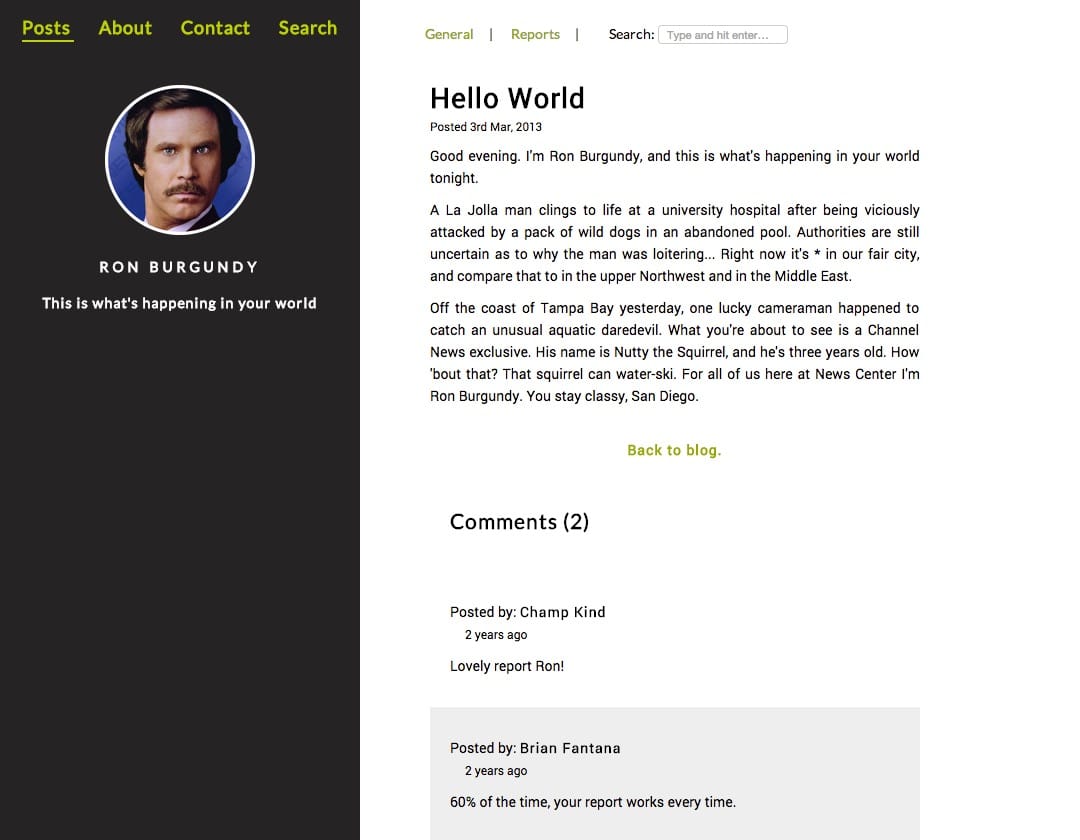 Posts About Contact Search
RON BURGUNDY
This is what's happening in your world
General | Reports | Search: Type and hit enter...
Hello World
Posted 3rd Mar, 2013
Good evening. I'm Ron Burgundy, and this is what's happening in your world
tonight.
A La Jolla man clings to life at a university hospital after being viciously
attacked by a pack of wild dogs in an abandoned pool. Authorities are still
uncertain as to why the man was loitering... Right now it's * in our fair city,
and compare that to in the upper Northwest and in the Middle East.
Off the coast of Tampa Bay yesterday, one lucky cameraman happened to
catch an unusual aquatic daredevil. What you're about to see is a Channel
News exclusive. His name is Nutty the Squirrel, and he's three years old. How
'bout that? That squirrel can water-ski. For all of us here at News Center I'm
Ron Burgundy. You stay classy, San Diego.
Back to blog.
Comments (2)
Posted by: Champ Kind
2 years ago
Lovely report Ron!
Posted by: Brian Fantana
2 years ago
60% of the time, your report works every time.